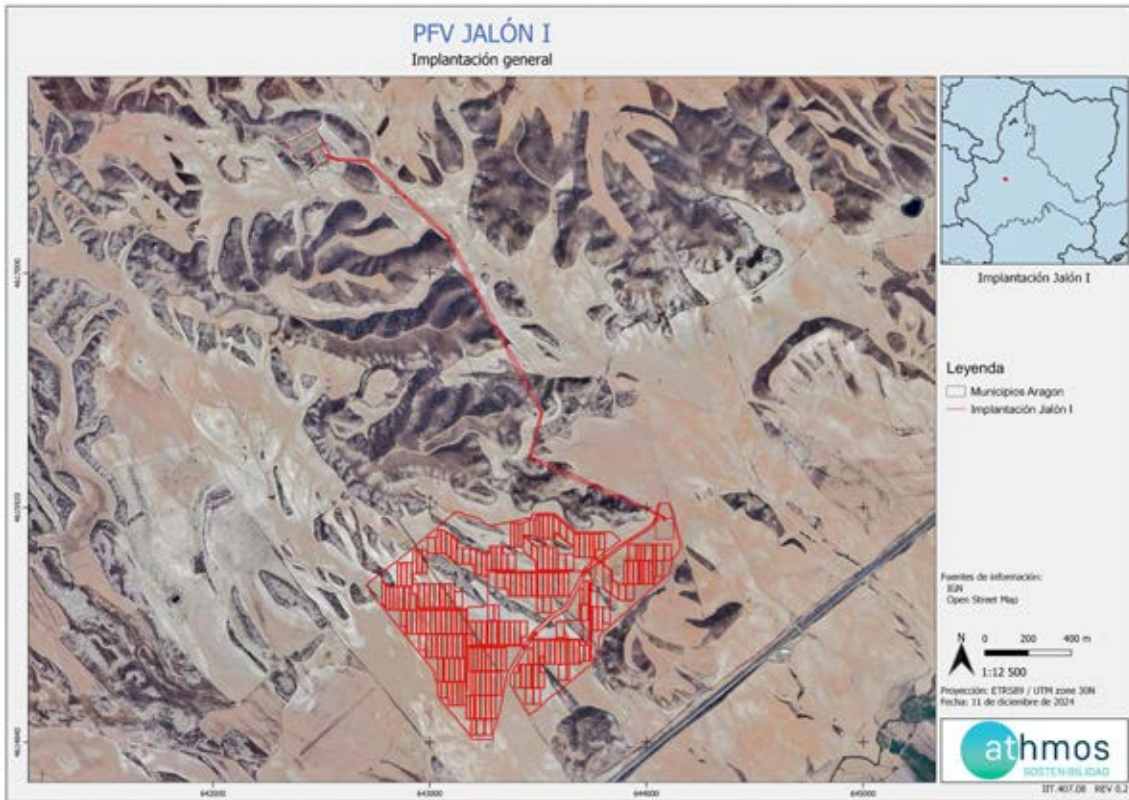 PFV JALÓN I
Implantación general
Implantación Jalón I
Leyenda
Municipios Aragon
Implantación Jalón I
Fuentes de información:
IGN
Open Street Map
N
0 200 400 m
1:12 500
Proyección: ETRS89 / UTM zone 30N
Fecha: 11 de diciembre de 2024
athmos
SOSTENIBILIDAD
IIT.407.08 REV 0.2
642000 643000 644000 645000